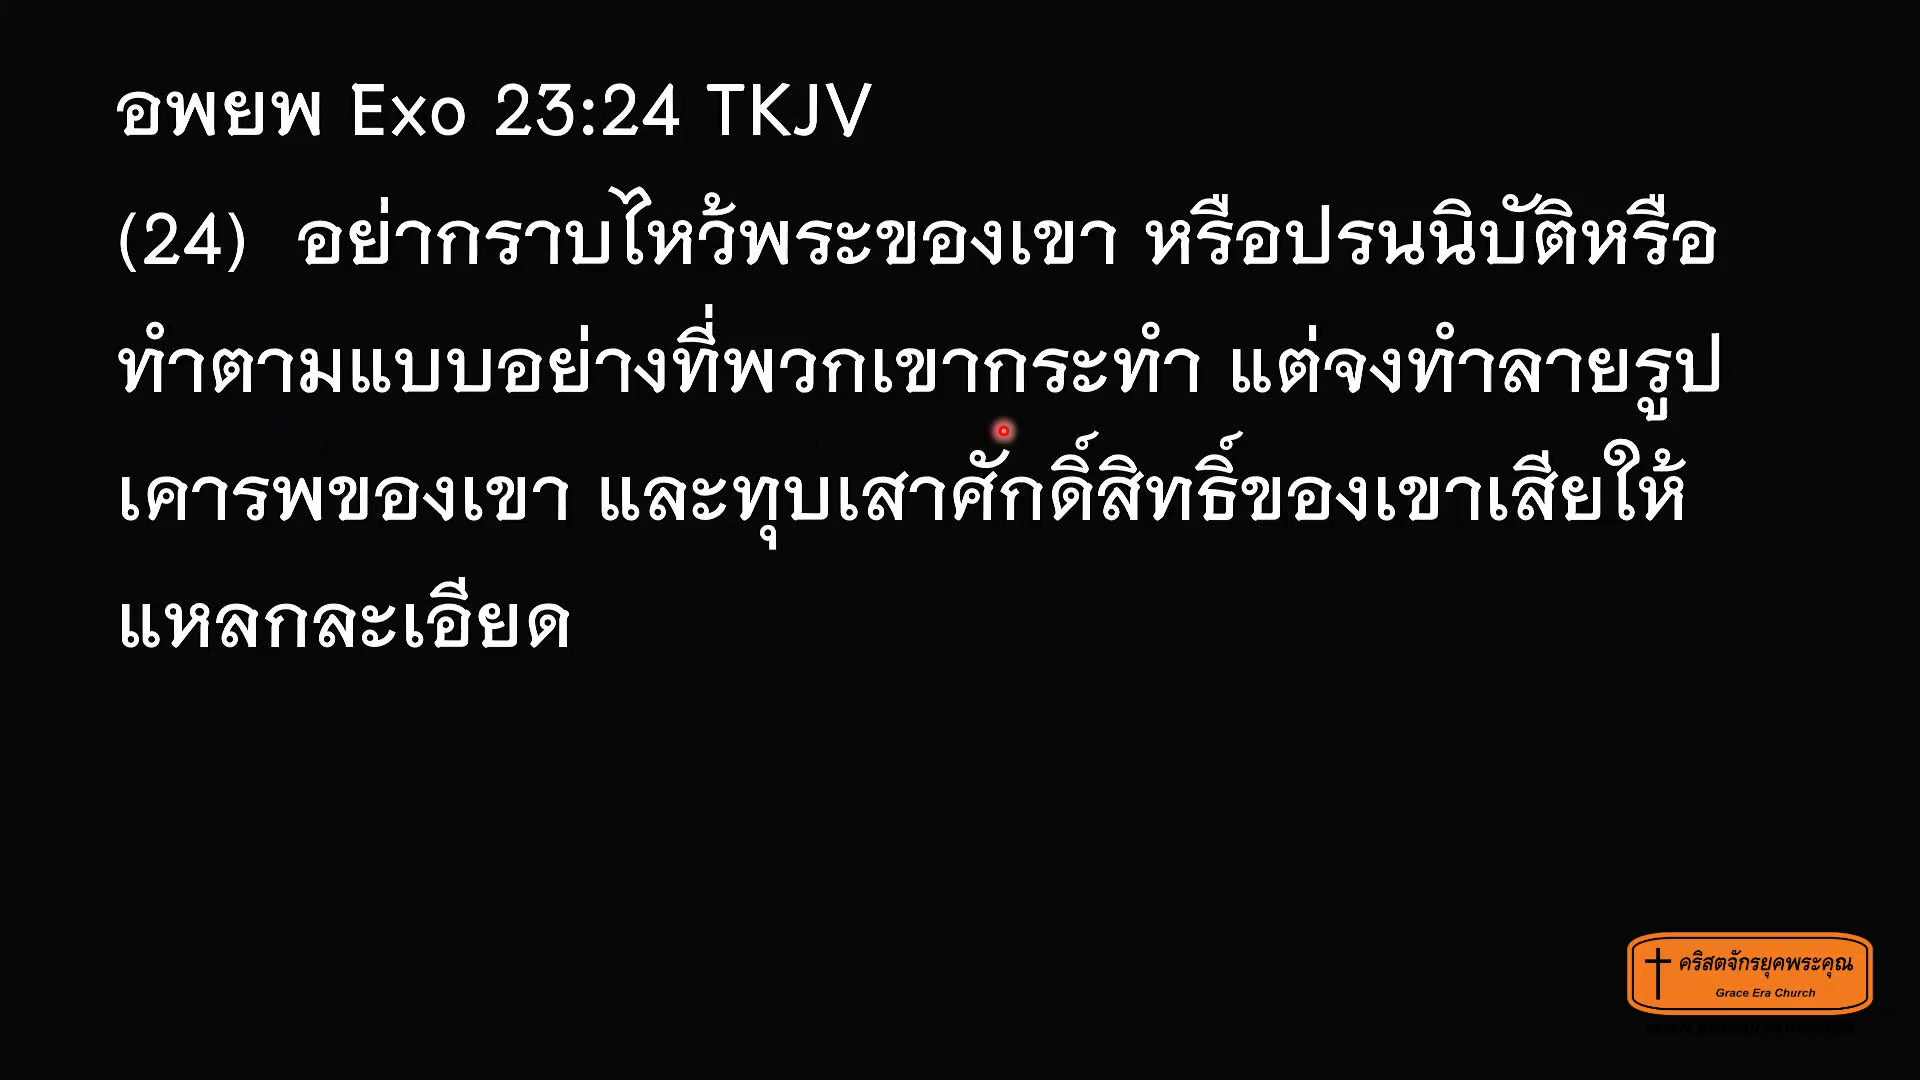 อพยพ Exo 23:24 TKJV
(24)  อย่ากราบไหว้พระของเขา หรือปรนนิบัติหรือ
ทำตามแบบอย่างที่พวกเขากระทำ แต่จงทำลายรูป
เคารพของเขา และทุบเสาศักดิ์สิทธิ์ของเขาเสียให้
แหลกละเอียด
คริสตจักรยุคพระคุณ
Grace Era Church